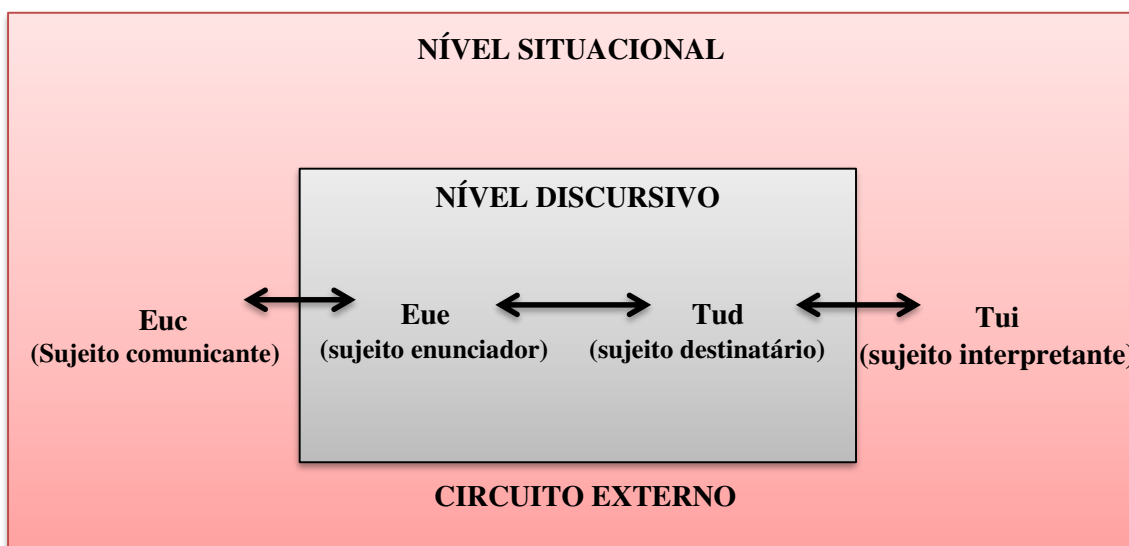 NÍVEL SITUACIONAL
NÍVEL DISCURSIVO
Euc
(Sujeito comunicante)
Eue
(sujeito enunciador)
Tud
(sujeito destinatário)
Tui
(sujeito interpretante)
CIRCUITO EXTERNO